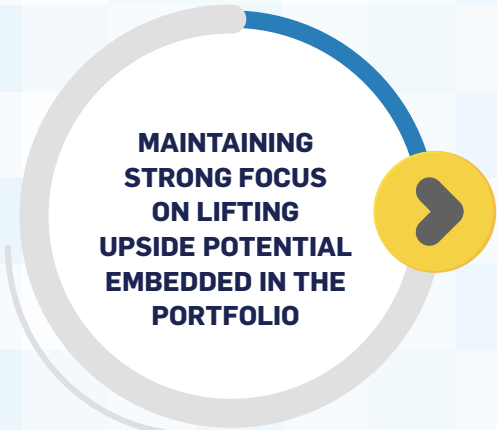 MAINTAINING
STRONG FOCUS
ON LIFTING
UPSIDE POTENTIAL
EMBEDDED IN THE
PORTFOLIO